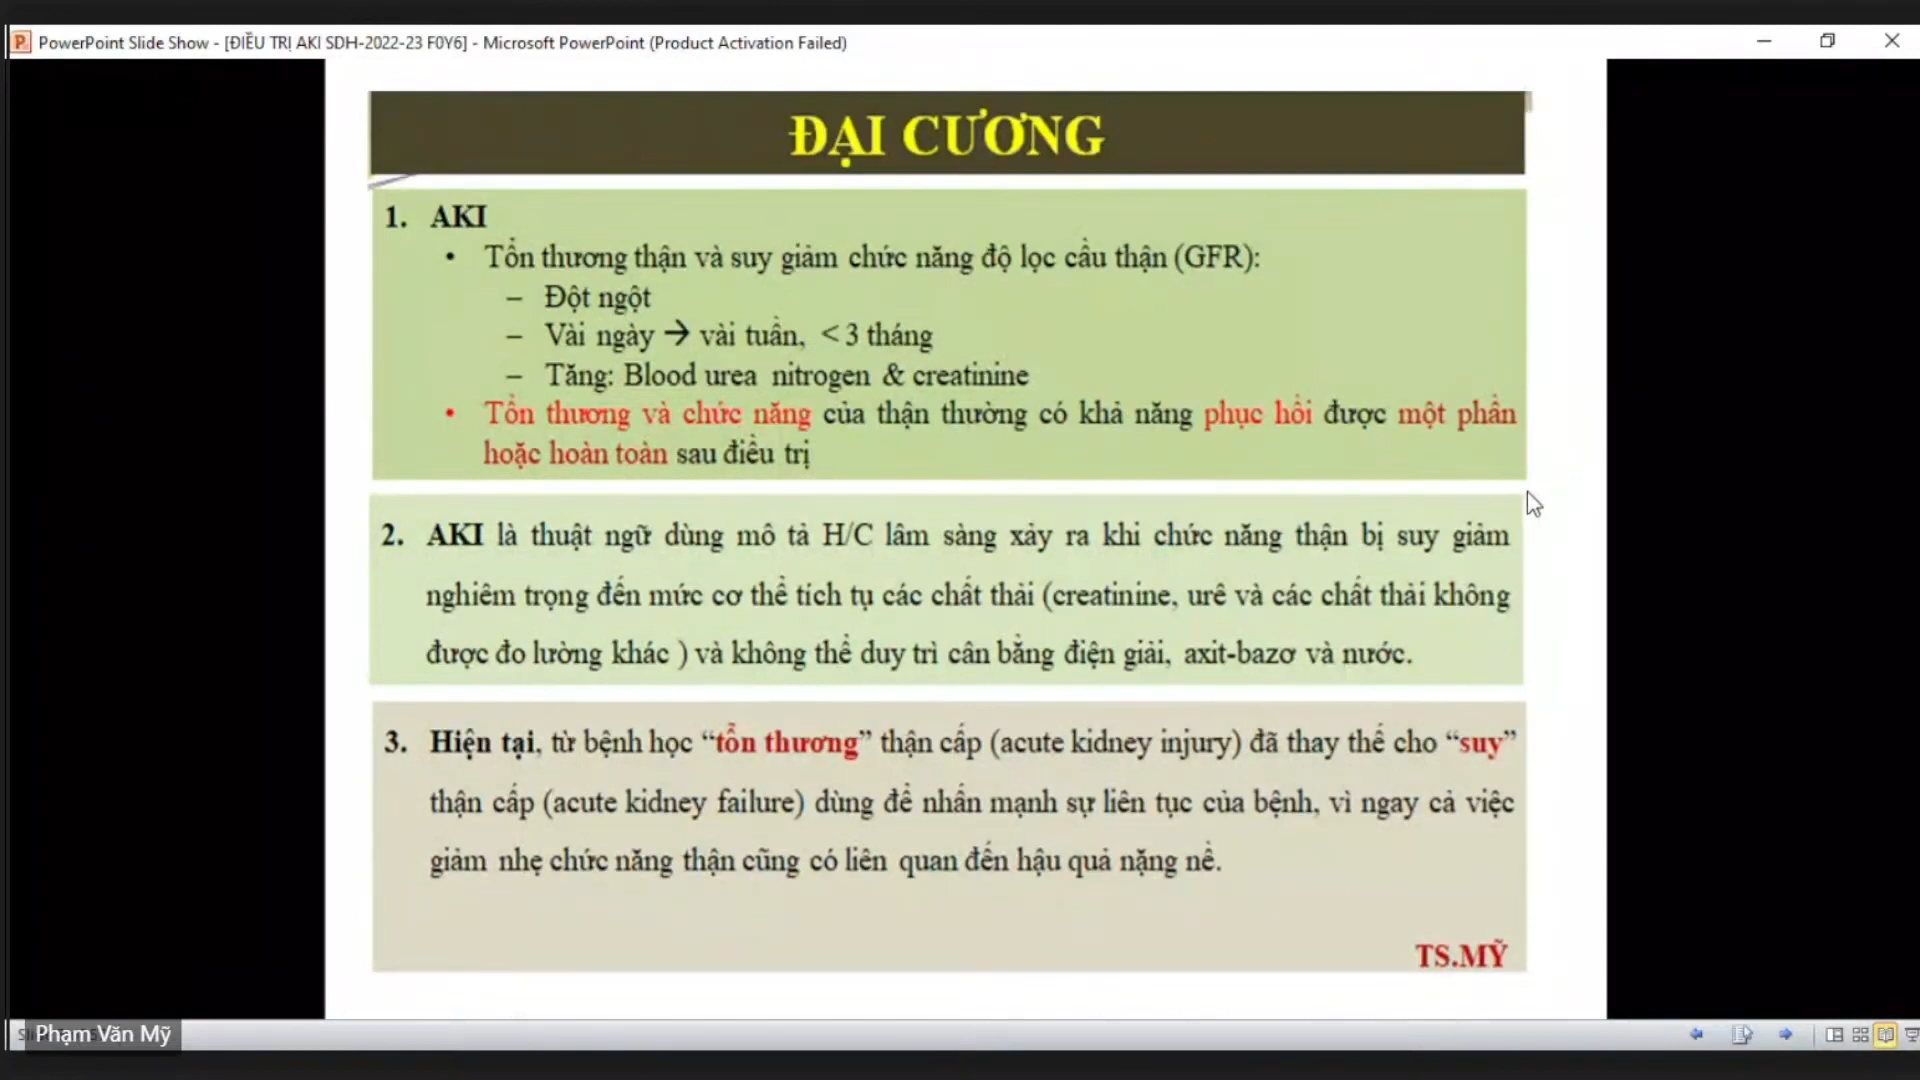 PowerPoint Slide Show - [ĐIỀU TRỊ AKI SDH-2022-23 F0Y6] - Microsoft PowerPoint (Product Activation Failed)
ĐẠI CƯƠNG
1. AKI
• Tổn thương thận và suy giảm chức năng độ lọc cầu thận (GFR):
– Đột ngột
– Vài ngày → vài tuần, < 3 tháng
– Tăng: Blood urea nitrogen & creatinine
• Tổn thương và chức năng của thận thường có khả năng phục hồi được một phần
hoặc hoàn toàn sau điều trị
2. AKI là thuật ngữ dùng mô tả H/C lâm sàng xảy ra khi chức năng thận bị suy giảm
nghiêm trọng đến mức cơ thể tích tụ các chất thải (creatinine, urê và các chất thải không
được đo lường khác ) và không thể duy trì cân bằng điện giải, axit-bazơ và nước.
3. Hiện tại, từ bệnh học “tổn thương” thận cấp (acute kidney injury) đã thay thế cho “suy”
thận cấp (acute kidney failure) dùng để nhấn mạnh sự liên tục của bệnh, vì ngay cả việc
giảm nhẹ chức năng thận cũng có liên quan đến hậu quả nặng nề.
TS.MỸ
Phạm Văn Mỹ